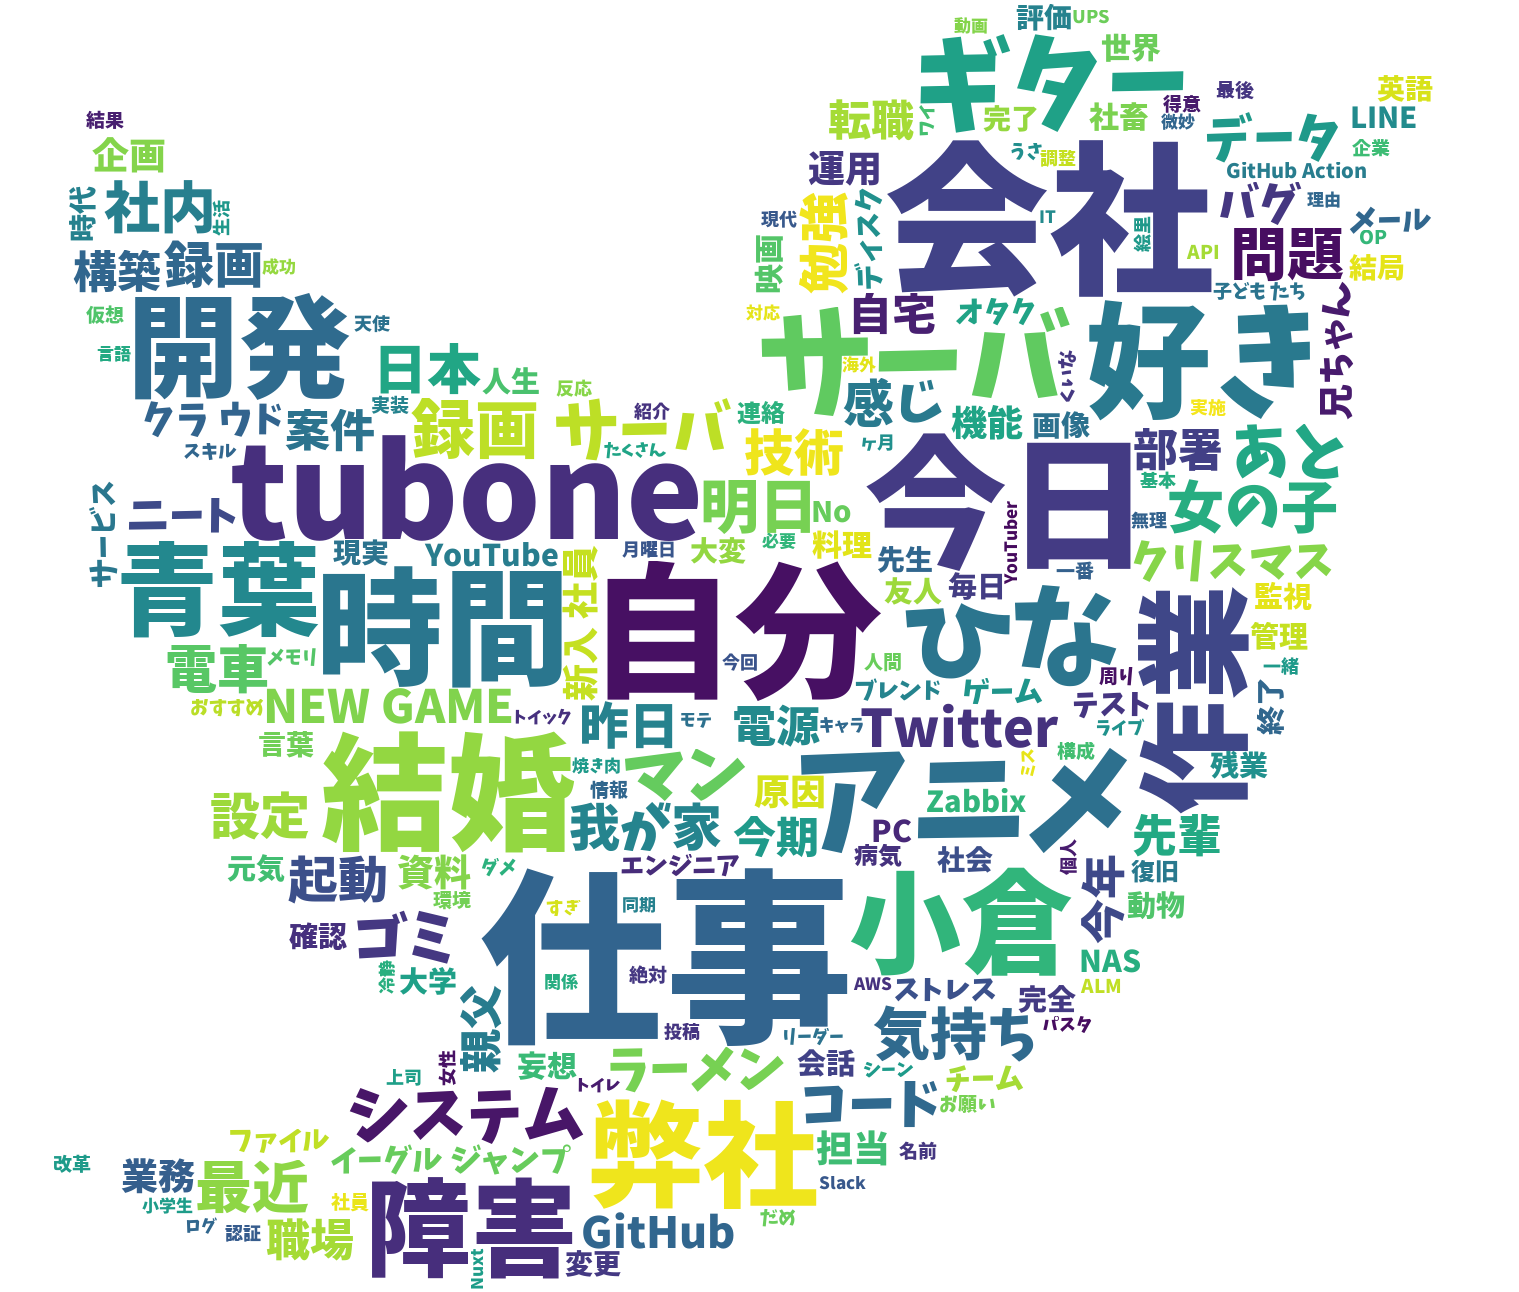 動画
評価
UPS
ギター
世界
英語
最後
得意
転職
ワイ
完了
社畜
微妙
データ
LINE
企業
結果
企画
運用
うさ
調整
会社
GitHub Action
時代
社内
生活
現代
勉強
ディスク
IT
絵里
API
バグ
理由
メール
OP
問題
結局
構築
録画
成功
映画
子どもたち
仮想
開発
天使
対応
自宅
オタク
サーバ
好き
兄ちゃん
言語
日本
人生
反応
海外
くいな
実施
クラウド
案件
実装
録画 サーバ
紹介
連絡
感じ
機能
画像
スキル
たくさん
技術
ヶ月
部署
あと
tubone
明日
No
今日
基本
女の子
サービス
ニート
YouTuber
無理
現実
YouTube
月曜日
大変
必要
料理
先生
一番
クリスマス
青葉
時間
新入 社員
自分
友人
毎日
ひな
作業
監視
管理
電車
メモリ
今回
人間
周り
一緒
おすすめ
NEW GAME
トイック
ブレンド
ゲーム
テスト
終了
言葉
昨日
モテ
電源
キャラ
Twitter
ライブ
結婚
焼き肉
マン
情報
原因
アニメ
ミス
構成
残業
設定
我が家
今期
Zabbix
PC
先輩
元気
起動
資料
ダメ
エンジニア
病気
社会
個人
今年
復旧
環境
すぎ
同期
仕事
小倉
動物
確認
ゴミ
冷静
大学
関係
絶対
AWS
ストレス
NAS
ALM
完全
パスタ
親父
投稿
リーダー
気持ち
女性
上司
妄想
トイレ
ラーメン
会話
シーン
チーム
システム
弊社
コード
お願い
ファイル
イーグル ジャンプ
担当
名前
改革
業務
最近
小学生
社員
障害
Slack
ログ
認証
職場
GitHub
だめ
Nuxt
変更